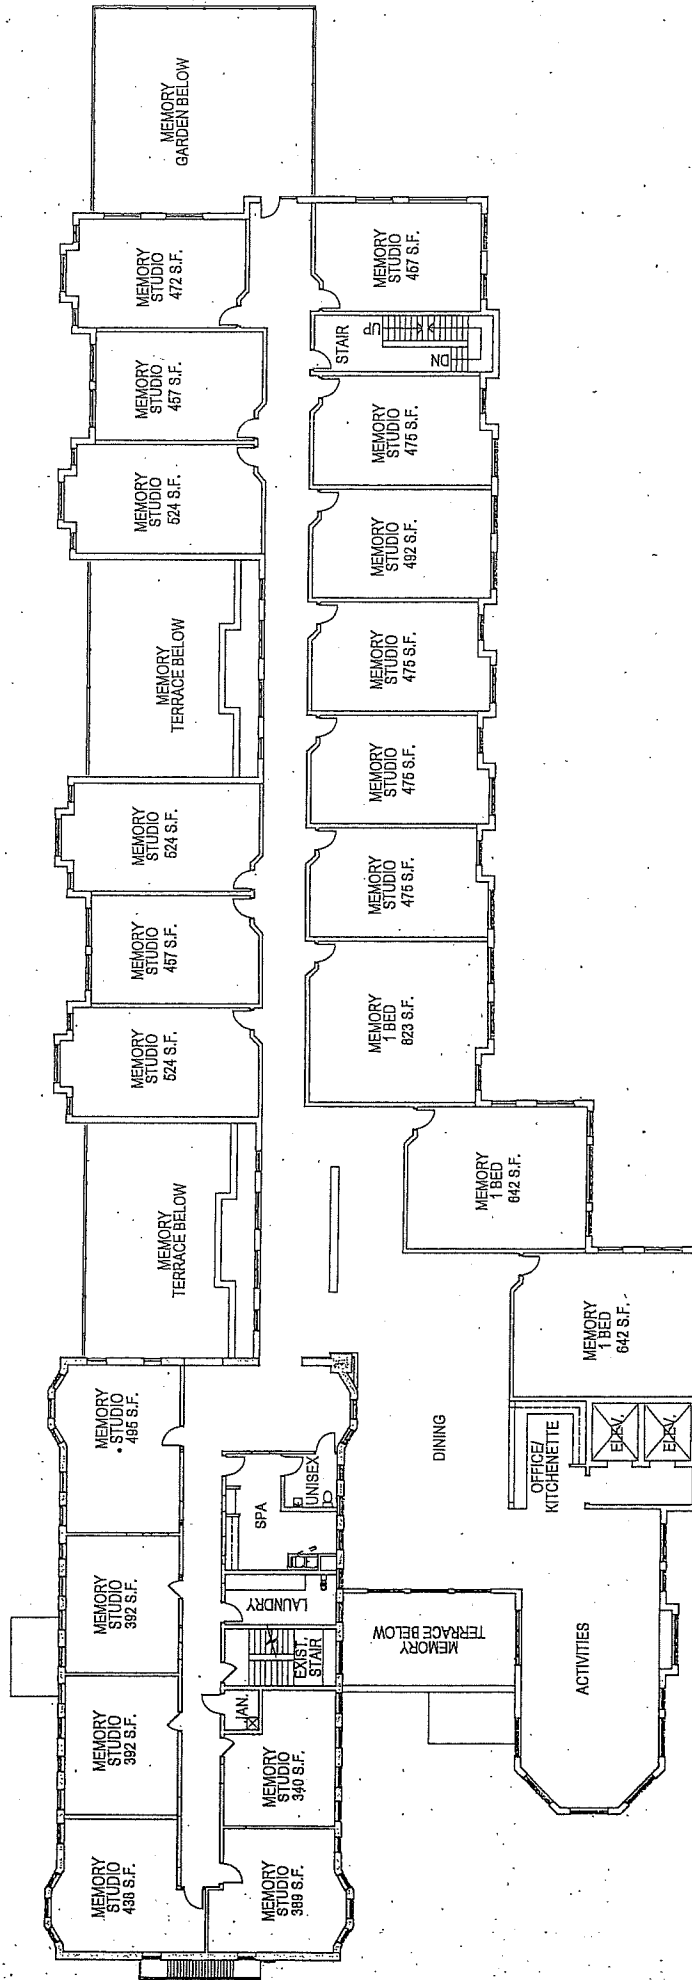 MEMORY
GARDEN BELOW
MEMORY
STUDIO
472 S.F.
MEMORY
STUDIO
457 S.F.
MEMORY
STUDIO
457 S.F.
STAIR
UP
DN
MEMORY
STUDIO
524 S.F.
MEMORY
STUDIO
475 S.F.
MEMORY
STUDIO
492 S.F.
MEMORY
TERRACE BELOW
MEMORY
STUDIO
475 S.F.
MEMORY
STUDIO
475 S.F.
MEMORY
STUDIO
524 S.F.
MEMORY
STUDIO
475 S.F.
MEMORY
STUDIO
457 S.F.
MEMORY
1 BED
823 S.F.
MEMORY
STUDIO
524 S.F.
MEMORY
1 BED
642 S.F.
MEMORY
TERRACE BELOW
MEMORY
1 BED
642 S.F.
MEMORY
STUDIO
495 S.F.
DINING
OFFICE/
KITCHENETTE
ELEV.
ELEV.
SPA
UNISEX
MEMORY
STUDIO
392 S.F.
LAUNDRY
MEMORY
TERRACE BELOW
EXIST.
STAIR
ACTIVITIES
MEMORY
STUDIO
392 S.F.
JAN.
MEMORY
STUDIO
340 S.F.
MEMORY
STUDIO
438 S.F.
MEMORY
STUDIO
389 S.F.